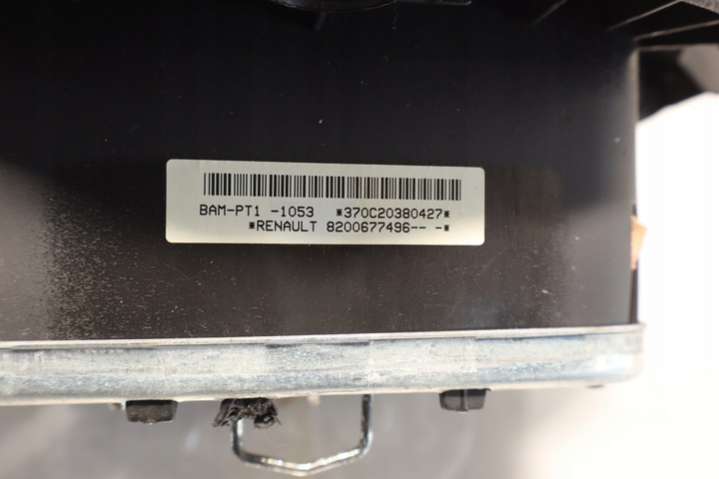 BAM-PT1 -1053 *370C20380427*
*RENAULT 8200677496-- -*